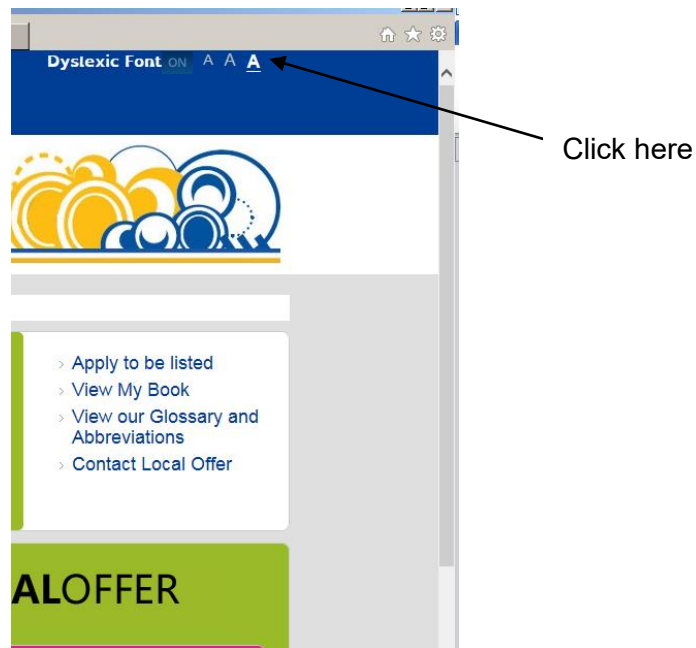 Dyslexic Font ON A A A
Click here
Apply to be listed
View My Book
View our Glossary and
Abbreviations
Contact Local Offer
ALOFFER